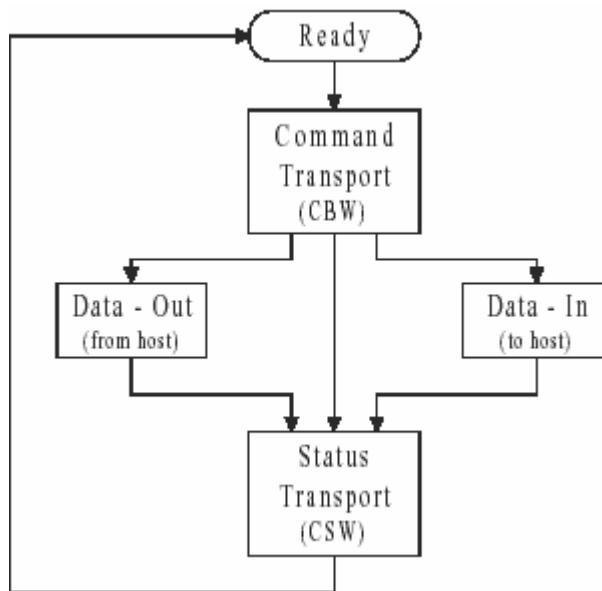 Ready
Command
Transport
(CBW)
Data - Out
(from host)
Data - In
(to host)
Status
Transport
(CSW)